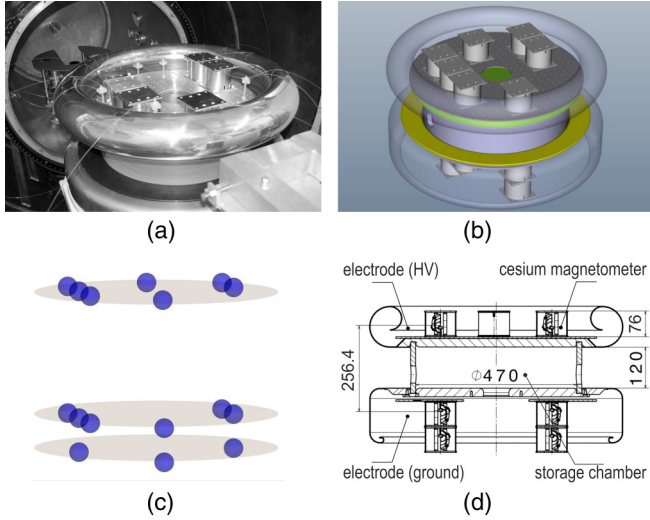 (a)
(b)
electrode (HV)
cesium magnetometer
76
256.4
120
Φ470
electrode (ground)
storage chamber
(c)
(d)